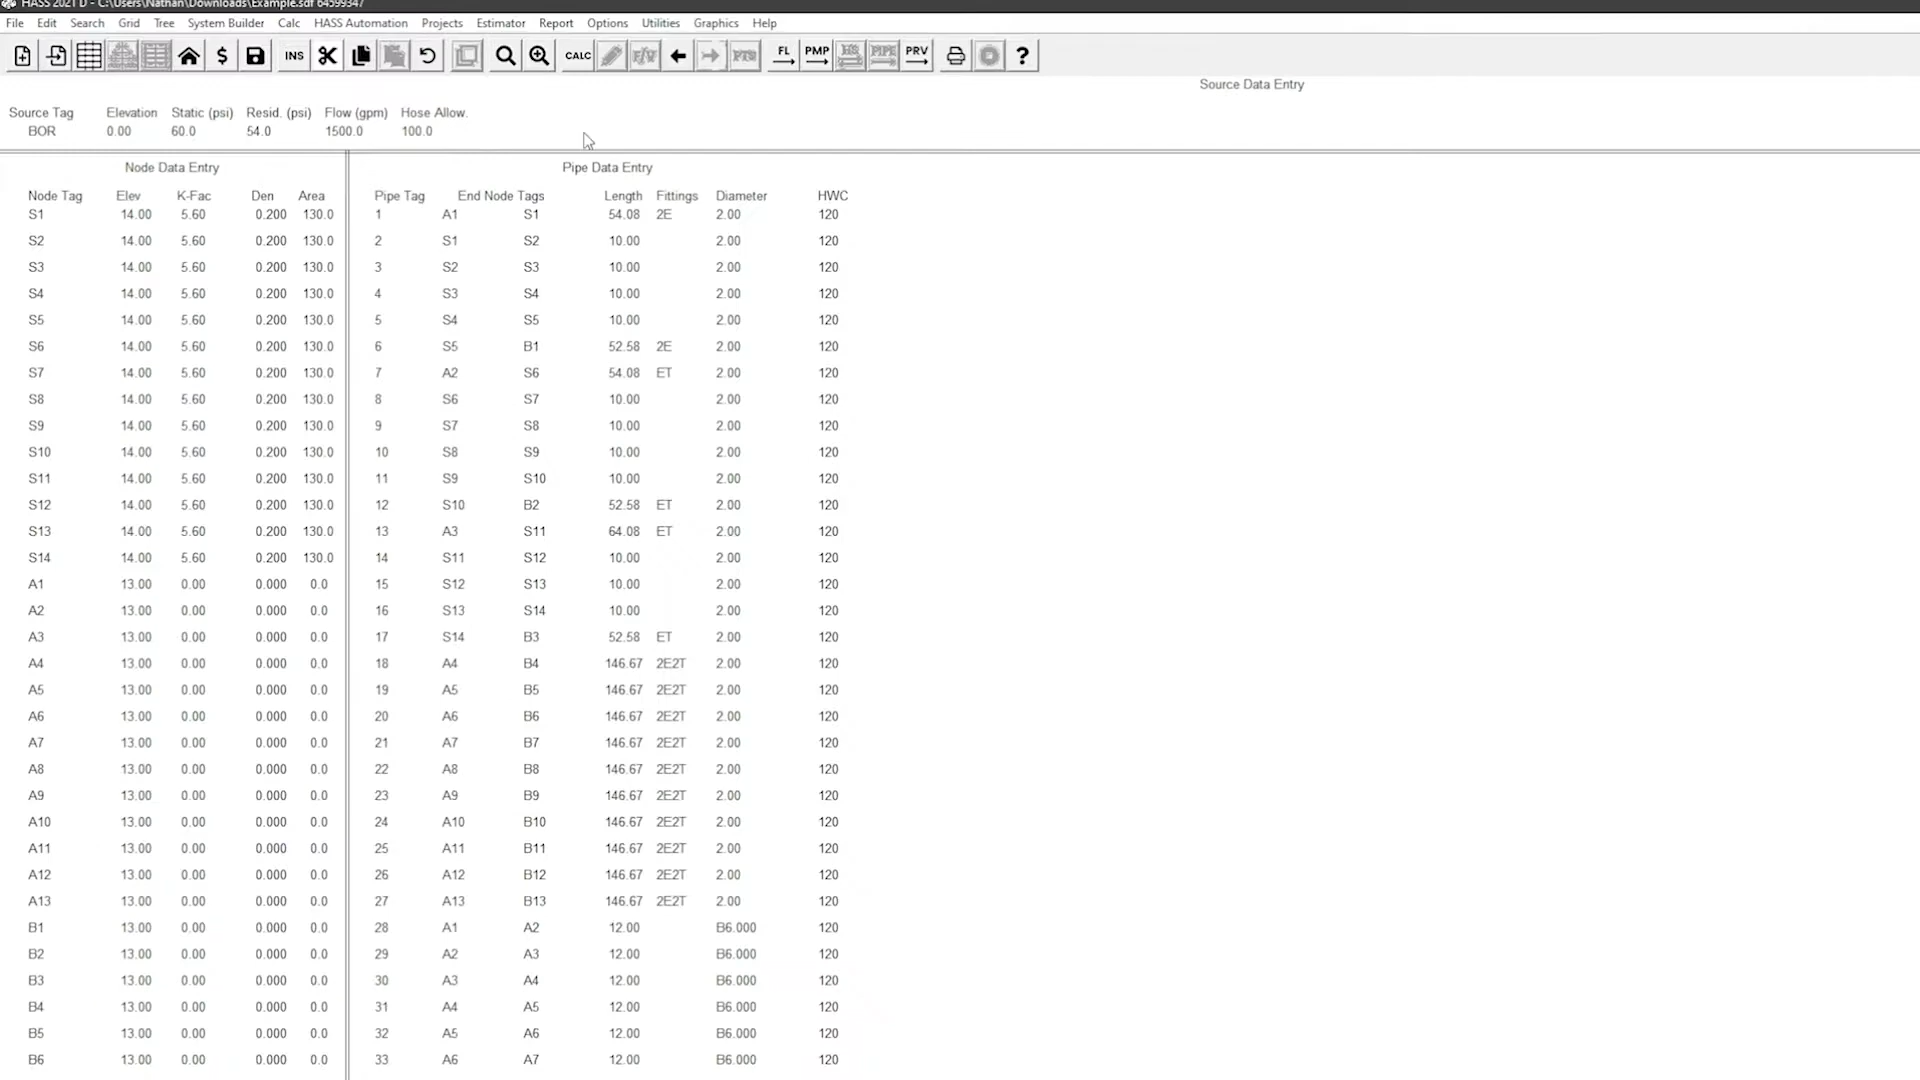 HASS 2021 D - C:\Users\Nathan\Downloads\Example.sdf 64599347
File Edit Search Grid Tree System Builder Calc HASS Automation Projects Estimator Report Options Utilities Graphics Help
$ INS CALC F/V PTS FL PMP HS PIPE PRV ?
Source Data Entry
Source Tag Elevation Static (psi) Resid. (psi) Flow (gpm) Hose Allow.
BOR 0.00 60.0 54.0 1500.0 100.0
Node Data Entry Pipe Data Entry
Node Tag Elev K-Fac Den Area Pipe Tag End Node Tags Length Fittings Diameter HWC
S1 14.00 5.60 0.200 130.0 1 A1 S1 54.08 2E 2.00 120
S2 14.00 5.60 0.200 130.0 2 S1 S2 10.00 2.00 120
S3 14.00 5.60 0.200 130.0 3 S2 S3 10.00 2.00 120
S4 14.00 5.60 0.200 130.0 4 S3 S4 10.00 2.00 120
S5 14.00 5.60 0.200 130.0 5 S4 S5 10.00 2.00 120
S6 14.00 5.60 0.200 130.0 6 S5 B1 52.58 2E 2.00 120
S7 14.00 5.60 0.200 130.0 7 A2 S6 54.08 ET 2.00 120
S8 14.00 5.60 0.200 130.0 8 S6 S7 10.00 2.00 120
S9 14.00 5.60 0.200 130.0 9 S7 S8 10.00 2.00 120
S10 14.00 5.60 0.200 130.0 10 S8 S9 10.00 2.00 120
S11 14.00 5.60 0.200 130.0 11 S9 S10 10.00 2.00 120
S12 14.00 5.60 0.200 130.0 12 S10 B2 52.58 ET 2.00 120
S13 14.00 5.60 0.200 130.0 13 A3 S11 64.08 ET 2.00 120
S14 14.00 5.60 0.200 130.0 14 S11 S12 10.00 2.00 120
A1 13.00 0.00 0.000 0.0 15 S12 S13 10.00 2.00 120
A2 13.00 0.00 0.000 0.0 16 S13 S14 10.00 2.00 120
A3 13.00 0.00 0.000 0.0 17 S14 B3 52.58 ET 2.00 120
A4 13.00 0.00 0.000 0.0 18 A4 B4 146.67 2E2T 2.00 120
A5 13.00 0.00 0.000 0.0 19 A5 B5 146.67 2E2T 2.00 120
A6 13.00 0.00 0.000 0.0 20 A6 B6 146.67 2E2T 2.00 120
A7 13.00 0.00 0.000 0.0 21 A7 B7 146.67 2E2T 2.00 120
A8 13.00 0.00 0.000 0.0 22 A8 B8 146.67 2E2T 2.00 120
A9 13.00 0.00 0.000 0.0 23 A9 B9 146.67 2E2T 2.00 120
A10 13.00 0.00 0.000 0.0 24 A10 B10 146.67 2E2T 2.00 120
A11 13.00 0.00 0.000 0.0 25 A11 B11 146.67 2E2T 2.00 120
A12 13.00 0.00 0.000 0.0 26 A12 B12 146.67 2E2T 2.00 120
A13 13.00 0.00 0.000 0.0 27 A13 B13 146.67 2E2T 2.00 120
B1 13.00 0.00 0.000 0.0 28 A1 A2 12.00 B6.000 120
B2 13.00 0.00 0.000 0.0 29 A2 A3 12.00 B6.000 120
B3 13.00 0.00 0.000 0.0 30 A3 A4 12.00 B6.000 120
B4 13.00 0.00 0.000 0.0 31 A4 A5 12.00 B6.000 120
B5 13.00 0.00 0.000 0.0 32 A5 A6 12.00 B6.000 120
B6 13.00 0.00 0.000 0.0 33 A6 A7 12.00 B6.000 120